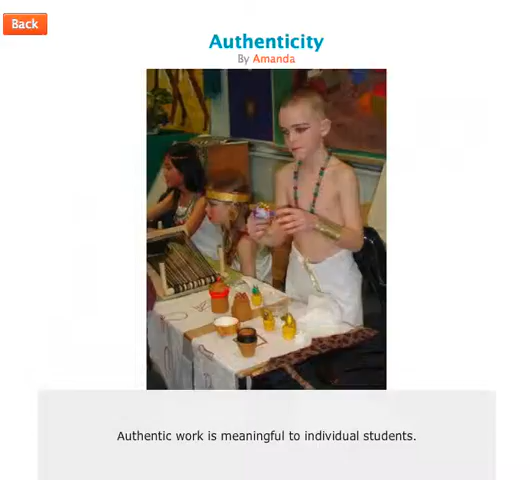 Back
Authenticity
By Amanda
Authentic work is meaningful to individual students.